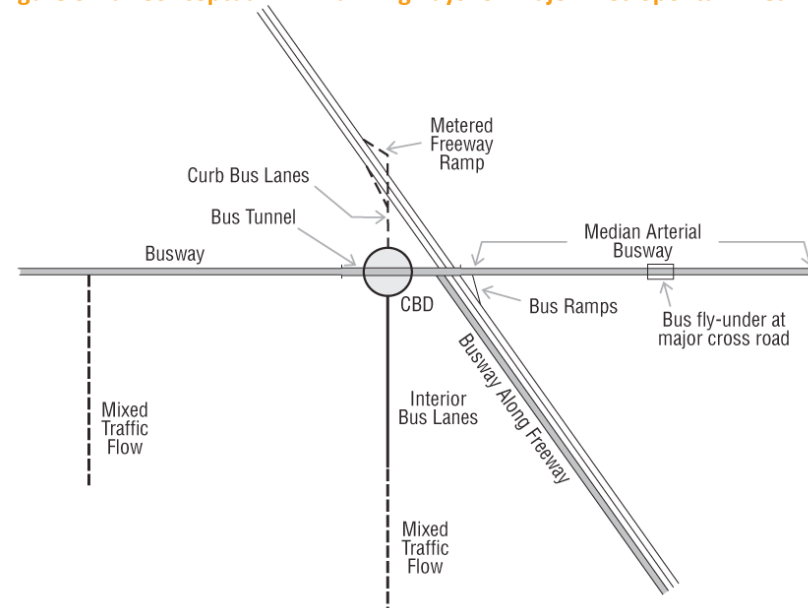 Metered
Freeway
Ramp
Curb Bus Lanes
Bus Tunnel
Busway
Median Arterial
Busway
CBD
Bus Ramps
Bus fly-under at
major cross road
Busway Along Freeway
Interior
Bus Lanes
Mixed
Traffic
Flow
Mixed
Traffic
Flow